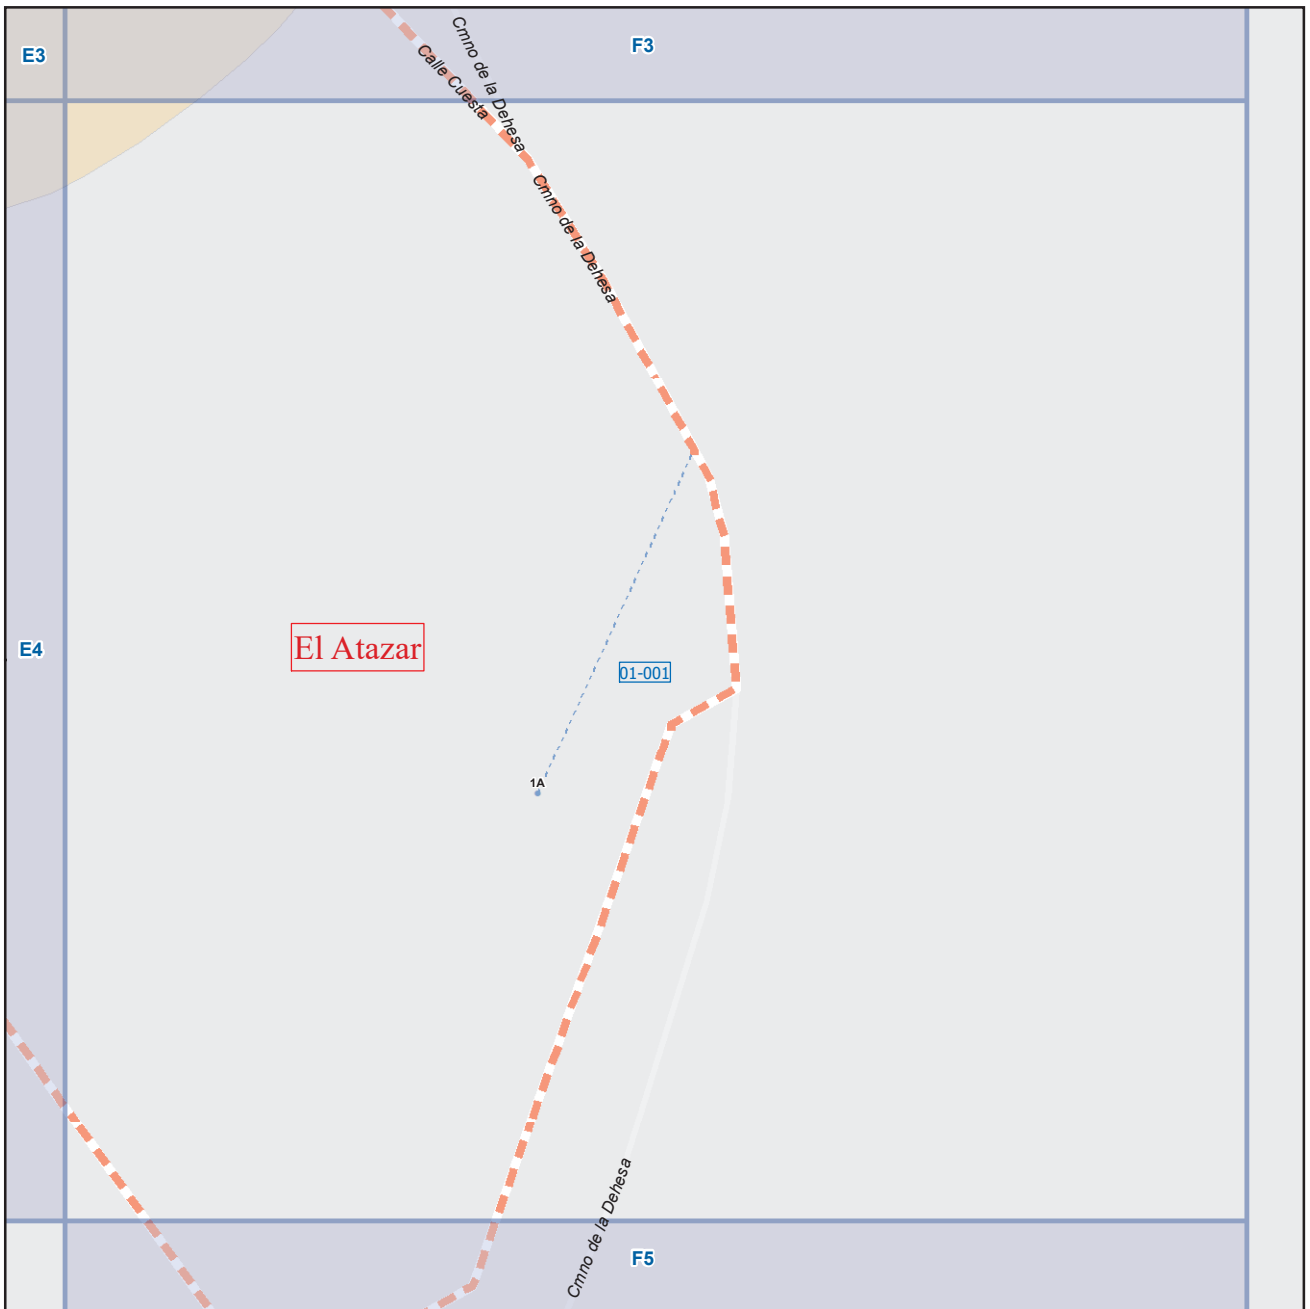 E3
F3
Cmno de la Dehesa
Calle Cuesta
Cmno de la Dehesa
El Atazar
E4
01-001
1A
Cmno de la Dehesa
F5